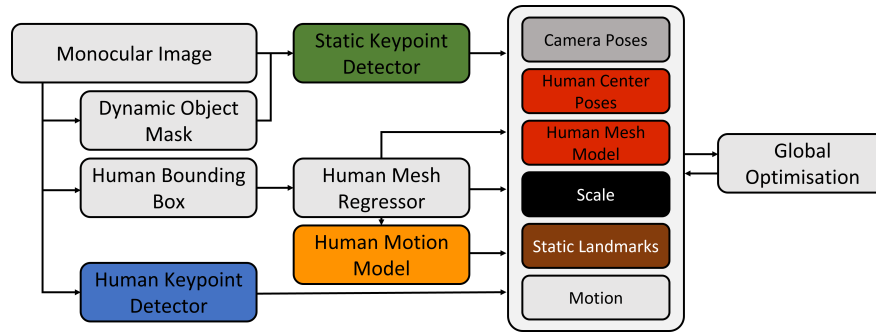 Monocular Image
Dynamic Object
Mask
Human Bounding
Box
Human Keypoint
Detector
Static Keypoint
Detector
Human Mesh
Regressor
Human Motion
Model
Camera Poses
Human Center
Poses
Human Mesh
Model
Scale
Static Landmarks
Motion
Global
Optimisation